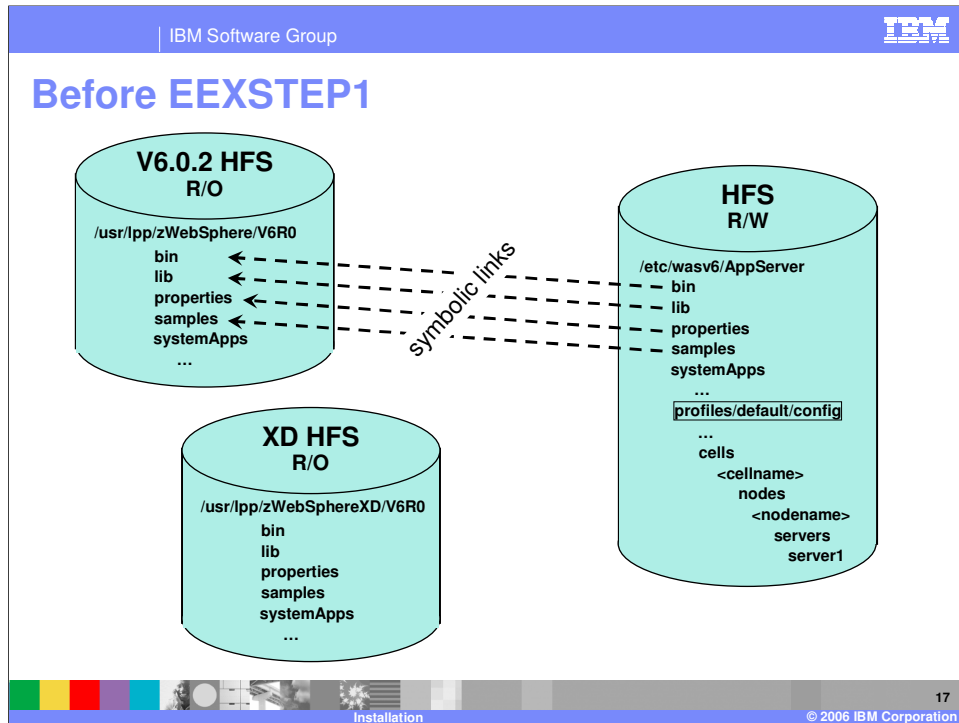 IBM Software Group
IBM
Before EEXSTEP1
V6.0.2 HFS
R/O
/usr/lpp/zWebSphere/V6R0
bin
lib
properties
samples
systemApps
...
symbolic links
HFS
R/W
/etc/wasv6/AppServer
bin
lib
properties
samples
systemApps
...
profiles/default/config
...
cells
<cellname>
nodes
<nodename>
servers
server1
XD HFS
R/O
/usr/lpp/zWebSphereXD/V6R0
bin
lib
properties
samples
systemApps
...
17
Installation
© 2006 IBM Corporation